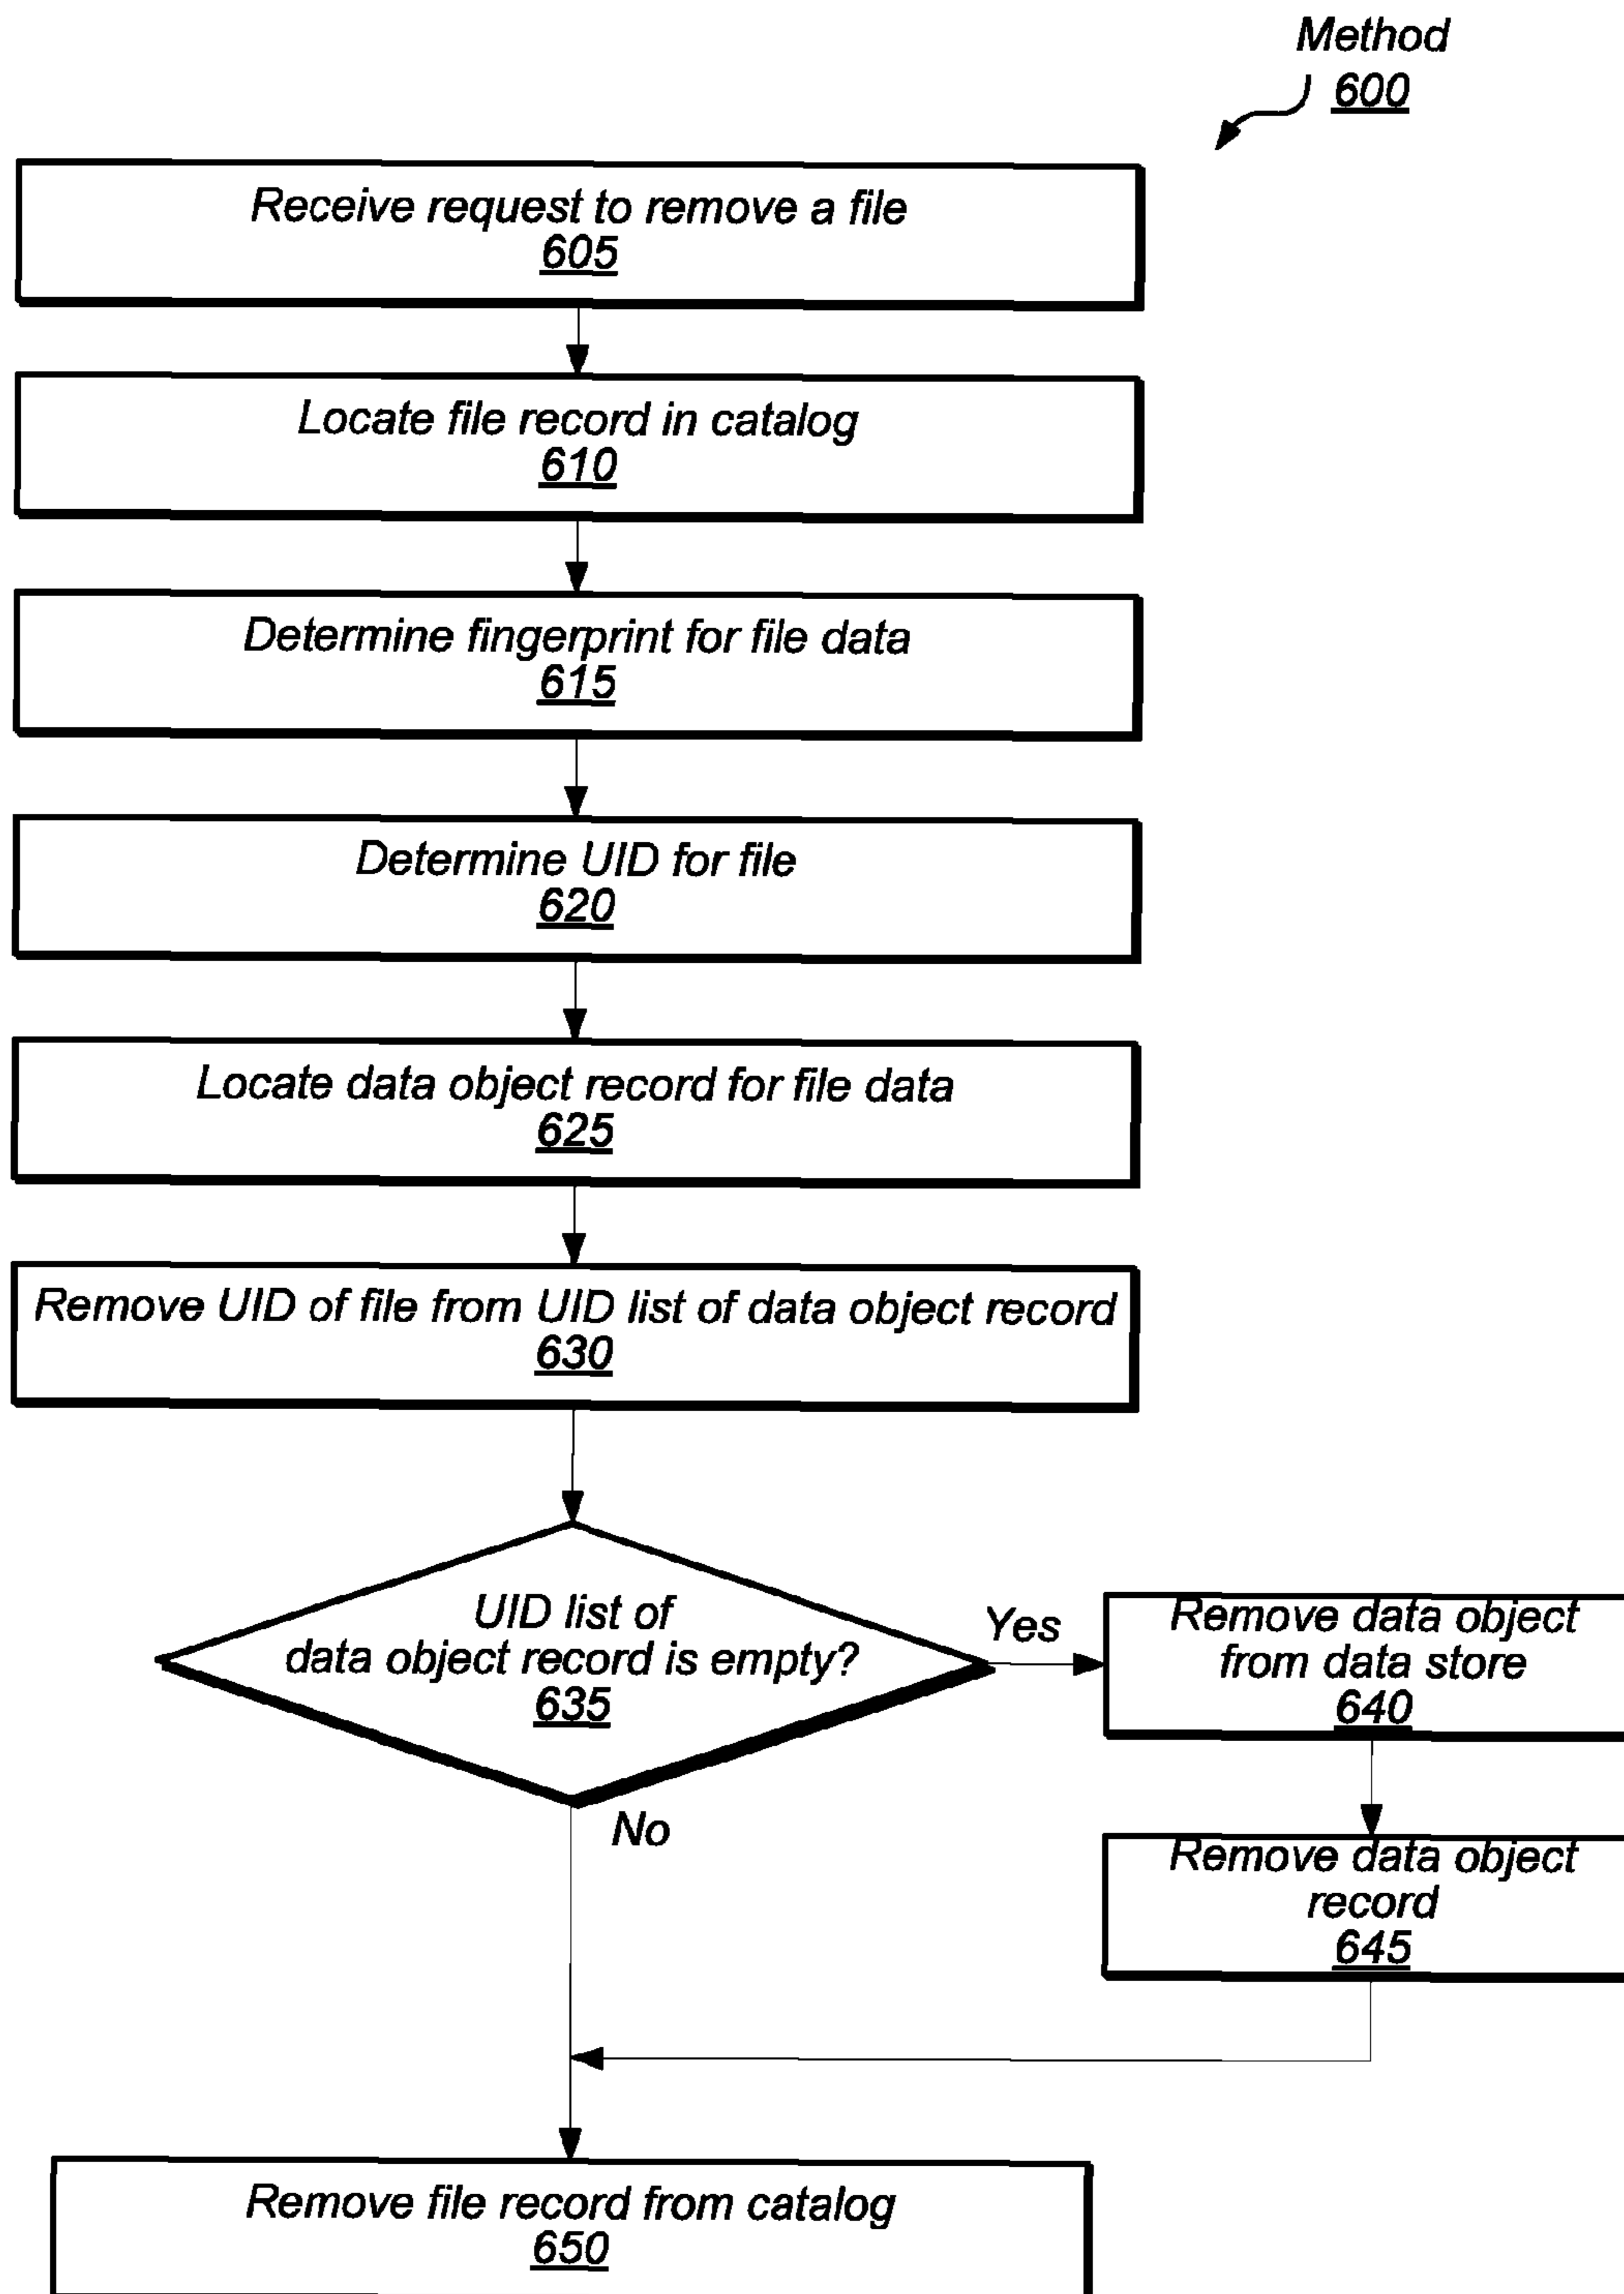 Method
600
Receive request to remove a file
605
Locate file record in catalog
610
Determine fingerprint for file data
615
Determine UID for file
620
Locate data object record for file data
625
Remove UID of file from UID list of data object record
630
UID list of
data object record is empty?
635
Yes
Remove data object
from data store
640
No
Remove data object
record
645
Remove file record from catalog
650